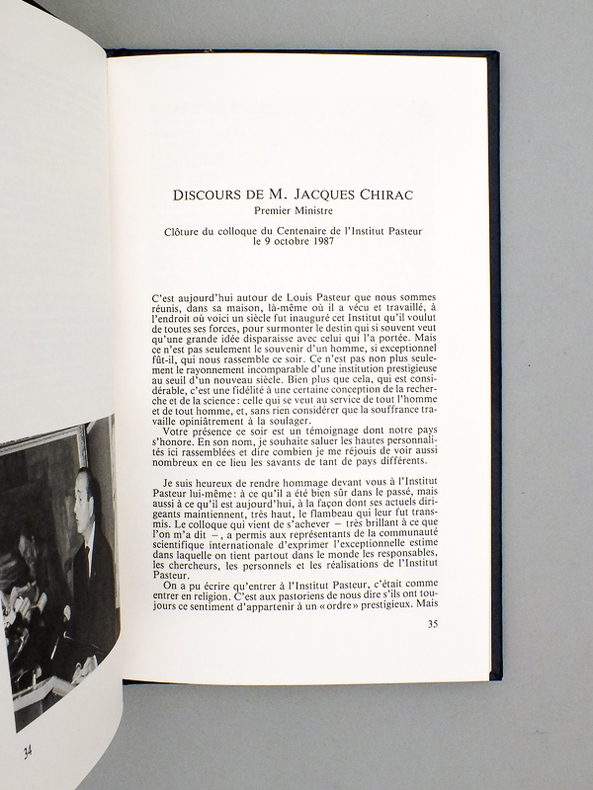 DISCOURS DE M. JACQUES CHIRAC
Premier Ministre
Clôture du colloque du Centenaire de l'Institut Pasteur
le 9 octobre 1987
C'est aujourd'hui autour de Louis Pasteur que nous sommes
réunis, dans sa maison, là-même où il a vécu et travaillé, à
l'endroit où voici un siècle fut inauguré cet Institut qu'il voulut
de toutes ses forces, pour surmonter le destin qui si souvent veut
qu'une grande idée disparaisse avec celui qui l'a portée. Mais
ce n'est pas seulement le souvenir d'un homme, si exceptionnel
fût-il, qui nous rassemble ce soir. Ce n'est pas non plus seule-
ment le rayonnement incomparable d'une institution prestigieuse
au seuil d'un nouveau siècle. Bien plus que cela, qui est consi-
dérable, c'est une fidélité à une certaine conception de la recher-
che et de la science : celle qui se veut au service de tout l'homme
et de tout homme, et, sans rien considérer que la souffrance tra-
vaille opiniâtrement à la soulager.
Votre présence ce soir est un témoignage dont notre pays
s'honore. En son nom, je souhaite saluer les hautes personnali-
tés ici rassemblées et dire combien je me réjouis de voir aussi
nombreux en ce lieu les savants de tant de pays différents.
Je suis heureux de rendre hommage devant vous à l'Institut
Pasteur lui-même : à ce qu'il a été bien sûr dans le passé, mais
aussi à ce qu'il est aujourd'hui, à la façon dont ses actuels diri-
geants maintiennent, très haut, le flambeau qui leur fut trans-
mis. Le colloque qui vient de s'achever – très brillant à ce que
l'on m'a dit –, a permis aux représentants de la communauté
scientifique internationale d'exprimer l'exceptionnelle estime
dans laquelle on tient partout dans le monde les responsables,
les chercheurs, les personnels et les réalisations de l'Institut
Pasteur.
On a pu écrire qu'entrer à l'Institut Pasteur, c'était comme
entrer en religion. C'est aux pastoriens de nous dire s'ils ont tou-
jours ce sentiment d'appartenir à un « ordre » prestigieux. Mais
35
34